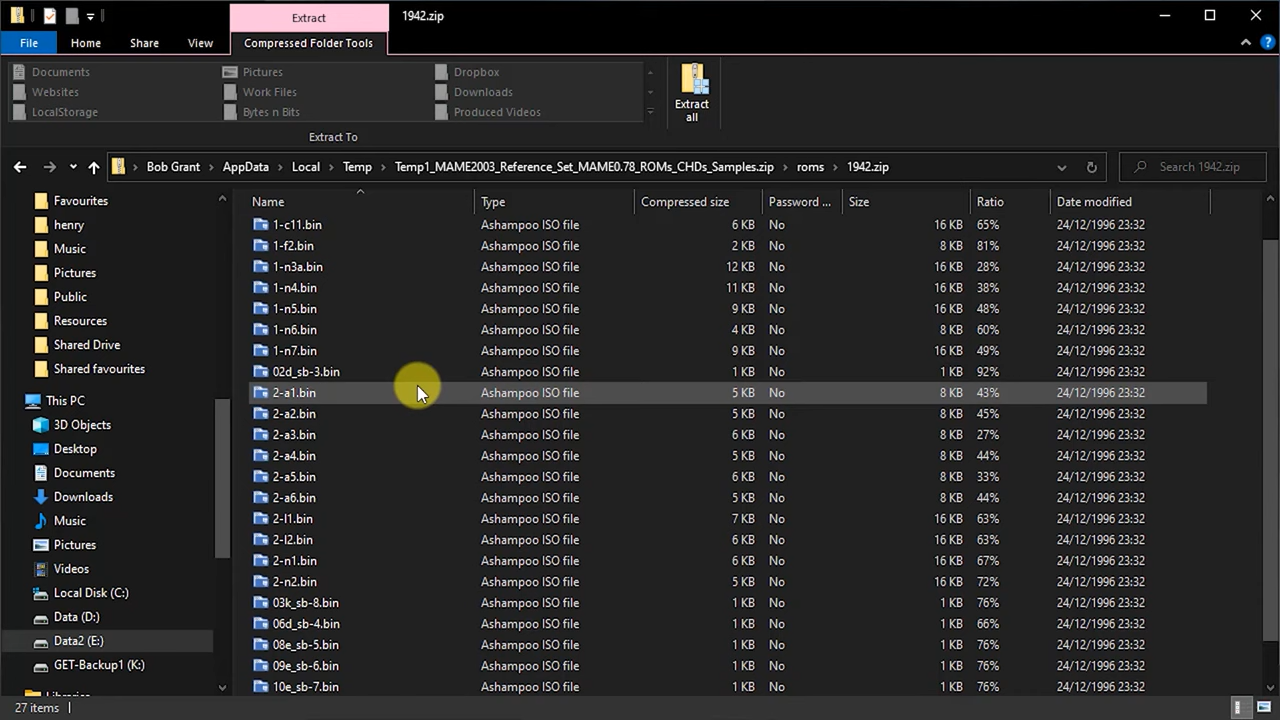 Extract
1942.zip
File
Home
Share
View
Compressed Folder Tools
Documents
Pictures
Dropbox
Websites
Work Files
Downloads
LocalStorage
Bytes n Bits
Produced Videos
Extract all
Extract To
Bob Grant
AppData
Local
Temp
Temp1_MAME2003_Reference_Set_MAME0.78_ROMs_CHDs_Samples.zip
roms
1942.zip
Search 1942.zip
Favourites
henry
Music
Pictures
Public
Resources
Shared Drive
Shared favourites
This PC
3D Objects
Desktop
Documents
Downloads
Music
Pictures
Videos
Local Disk (C:)
Data (D:)
Data2 (E:)
GET-Backup1 (K:)
Name Type Compressed size Password ... Size Ratio Date modified
1-c11.bin Ashampoo ISO file 6 KB No 16 KB 65% 24/12/1996 23:32
1-f2.bin Ashampoo ISO file 2 KB No 8 KB 81% 24/12/1996 23:32
1-n3a.bin Ashampoo ISO file 12 KB No 16 KB 28% 24/12/1996 23:32
1-n4.bin Ashampoo ISO file 11 KB No 16 KB 38% 24/12/1996 23:32
1-n5.bin Ashampoo ISO file 9 KB No 16 KB 48% 24/12/1996 23:32
1-n6.bin Ashampoo ISO file 4 KB No 8 KB 60% 24/12/1996 23:32
1-n7.bin Ashampoo ISO file 9 KB No 16 KB 49% 24/12/1996 23:32
02d_sb-3.bin Ashampoo ISO file 1 KB No 1 KB 92% 24/12/1996 23:32
2-a1.bin Ashampoo ISO file 5 KB No 8 KB 43% 24/12/1996 23:32
2-a2.bin Ashampoo ISO file 5 KB No 8 KB 45% 24/12/1996 23:32
2-a3.bin Ashampoo ISO file 6 KB No 8 KB 27% 24/12/1996 23:32
2-a4.bin Ashampoo ISO file 5 KB No 8 KB 44% 24/12/1996 23:32
2-a5.bin Ashampoo ISO file 6 KB No 8 KB 33% 24/12/1996 23:32
2-a6.bin Ashampoo ISO file 5 KB No 8 KB 44% 24/12/1996 23:32
2-l1.bin Ashampoo ISO file 7 KB No 16 KB 63% 24/12/1996 23:32
2-l2.bin Ashampoo ISO file 6 KB No 16 KB 63% 24/12/1996 23:32
2-n1.bin Ashampoo ISO file 6 KB No 16 KB 67% 24/12/1996 23:32
2-n2.bin Ashampoo ISO file 5 KB No 16 KB 72% 24/12/1996 23:32
03k_sb-8.bin Ashampoo ISO file 1 KB No 1 KB 76% 24/12/1996 23:32
06d_sb-4.bin Ashampoo ISO file 1 KB No 1 KB 66% 24/12/1996 23:32
08e_sb-5.bin Ashampoo ISO file 1 KB No 1 KB 76% 24/12/1996 23:32
09e_sb-6.bin Ashampoo ISO file 1 KB No 1 KB 76% 24/12/1996 23:32
10e_sb-7.bin Ashampoo ISO file 1 KB No 1 KB 76% 24/12/1996 23:32
27 items